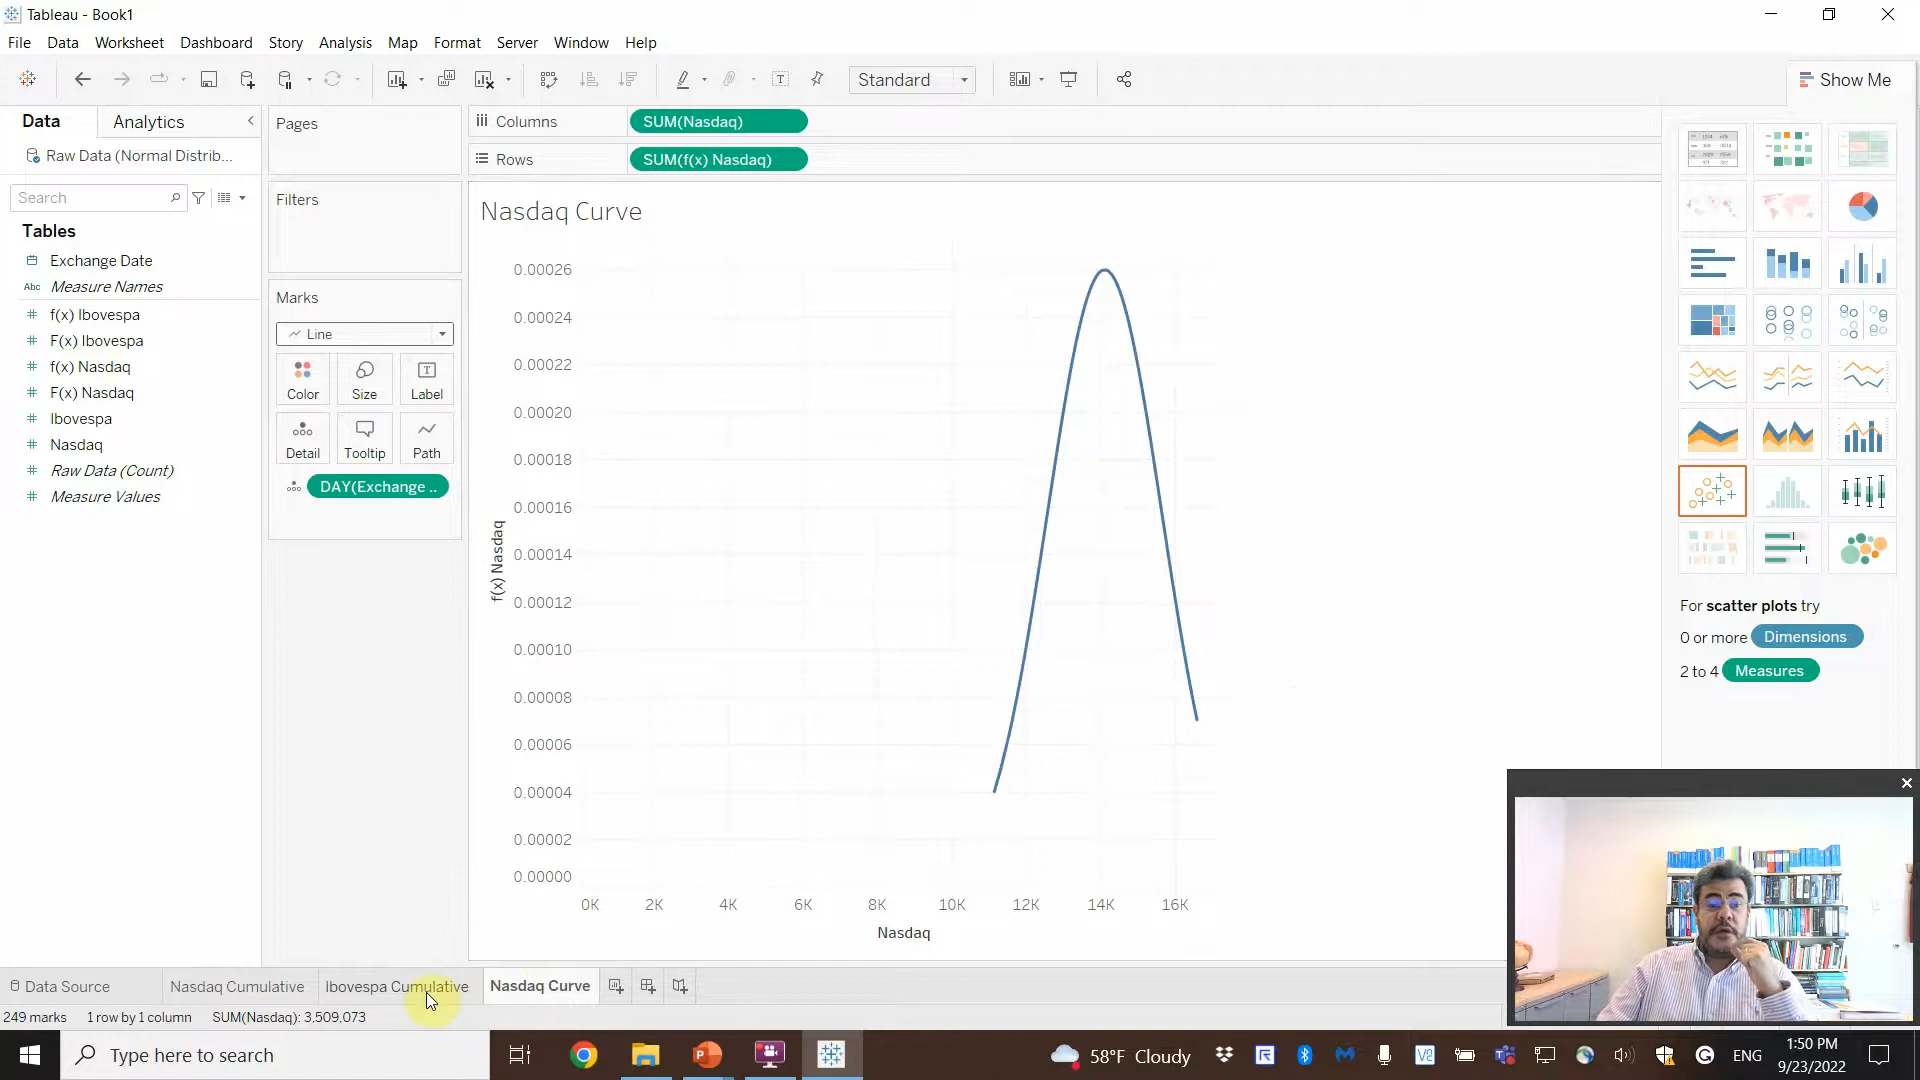 Tableau - Book1
File Data Worksheet Dashboard Story Analysis Map Format Server Window Help
Standard
Show Me
Data
Analytics
Raw Data (Normal Distrib...
Search
Tables
Exchange Date
Abc Measure Names
# f(x) Ibovespa
# F(x) Ibovespa
# f(x) Nasdaq
# F(x) Nasdaq
# Ibovespa
# Nasdaq
# Raw Data (Count)
# Measure Values
Pages
Filters
Marks
Line
Color Size Label
Detail Tooltip Path
DAY(Exchange ..
Columns SUM(Nasdaq)
Rows SUM(f(x) Nasdaq)
Nasdaq Curve
0.00026
0.00024
0.00022
0.00020
0.00018
0.00016
0.00014
0.00012
0.00010
0.00008
0.00006
0.00004
0.00002
0.00000
f(x) Nasdaq
0K 2K 4K 6K 8K 10K 12K 14K 16K
Nasdaq
For scatter plots try
0 or more Dimensions
2 to 4 Measures
Data Source Nasdaq Cumulative Ibovespa Cumulative Nasdaq Curve
249 marks 1 row by 1 column SUM(Nasdaq): 3,509,073
Type here to search
58°F Cloudy
ENG
1:50 PM
9/23/2022